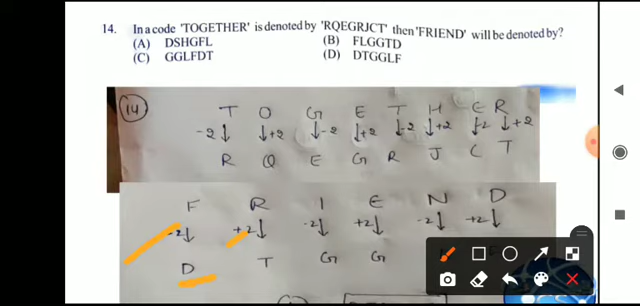 14. In a code 'TOGETHER' is denoted by 'RQEGRJCT' then 'FRIEND' will be denoted by?
(A) DSHGFL (B) FLGGTD
(C) GGLFDT (D) DTGGLF
14 T O G E T H E R
-2↓ ↓+2 ↓-2 ↓+2 ↓-2 ↓+2 ↓-2 ↓+2
R Q E G R J C T
F R I E N D
-2↓ +2↓ -2↓ +2↓ -2↓ +2↓
D T G G